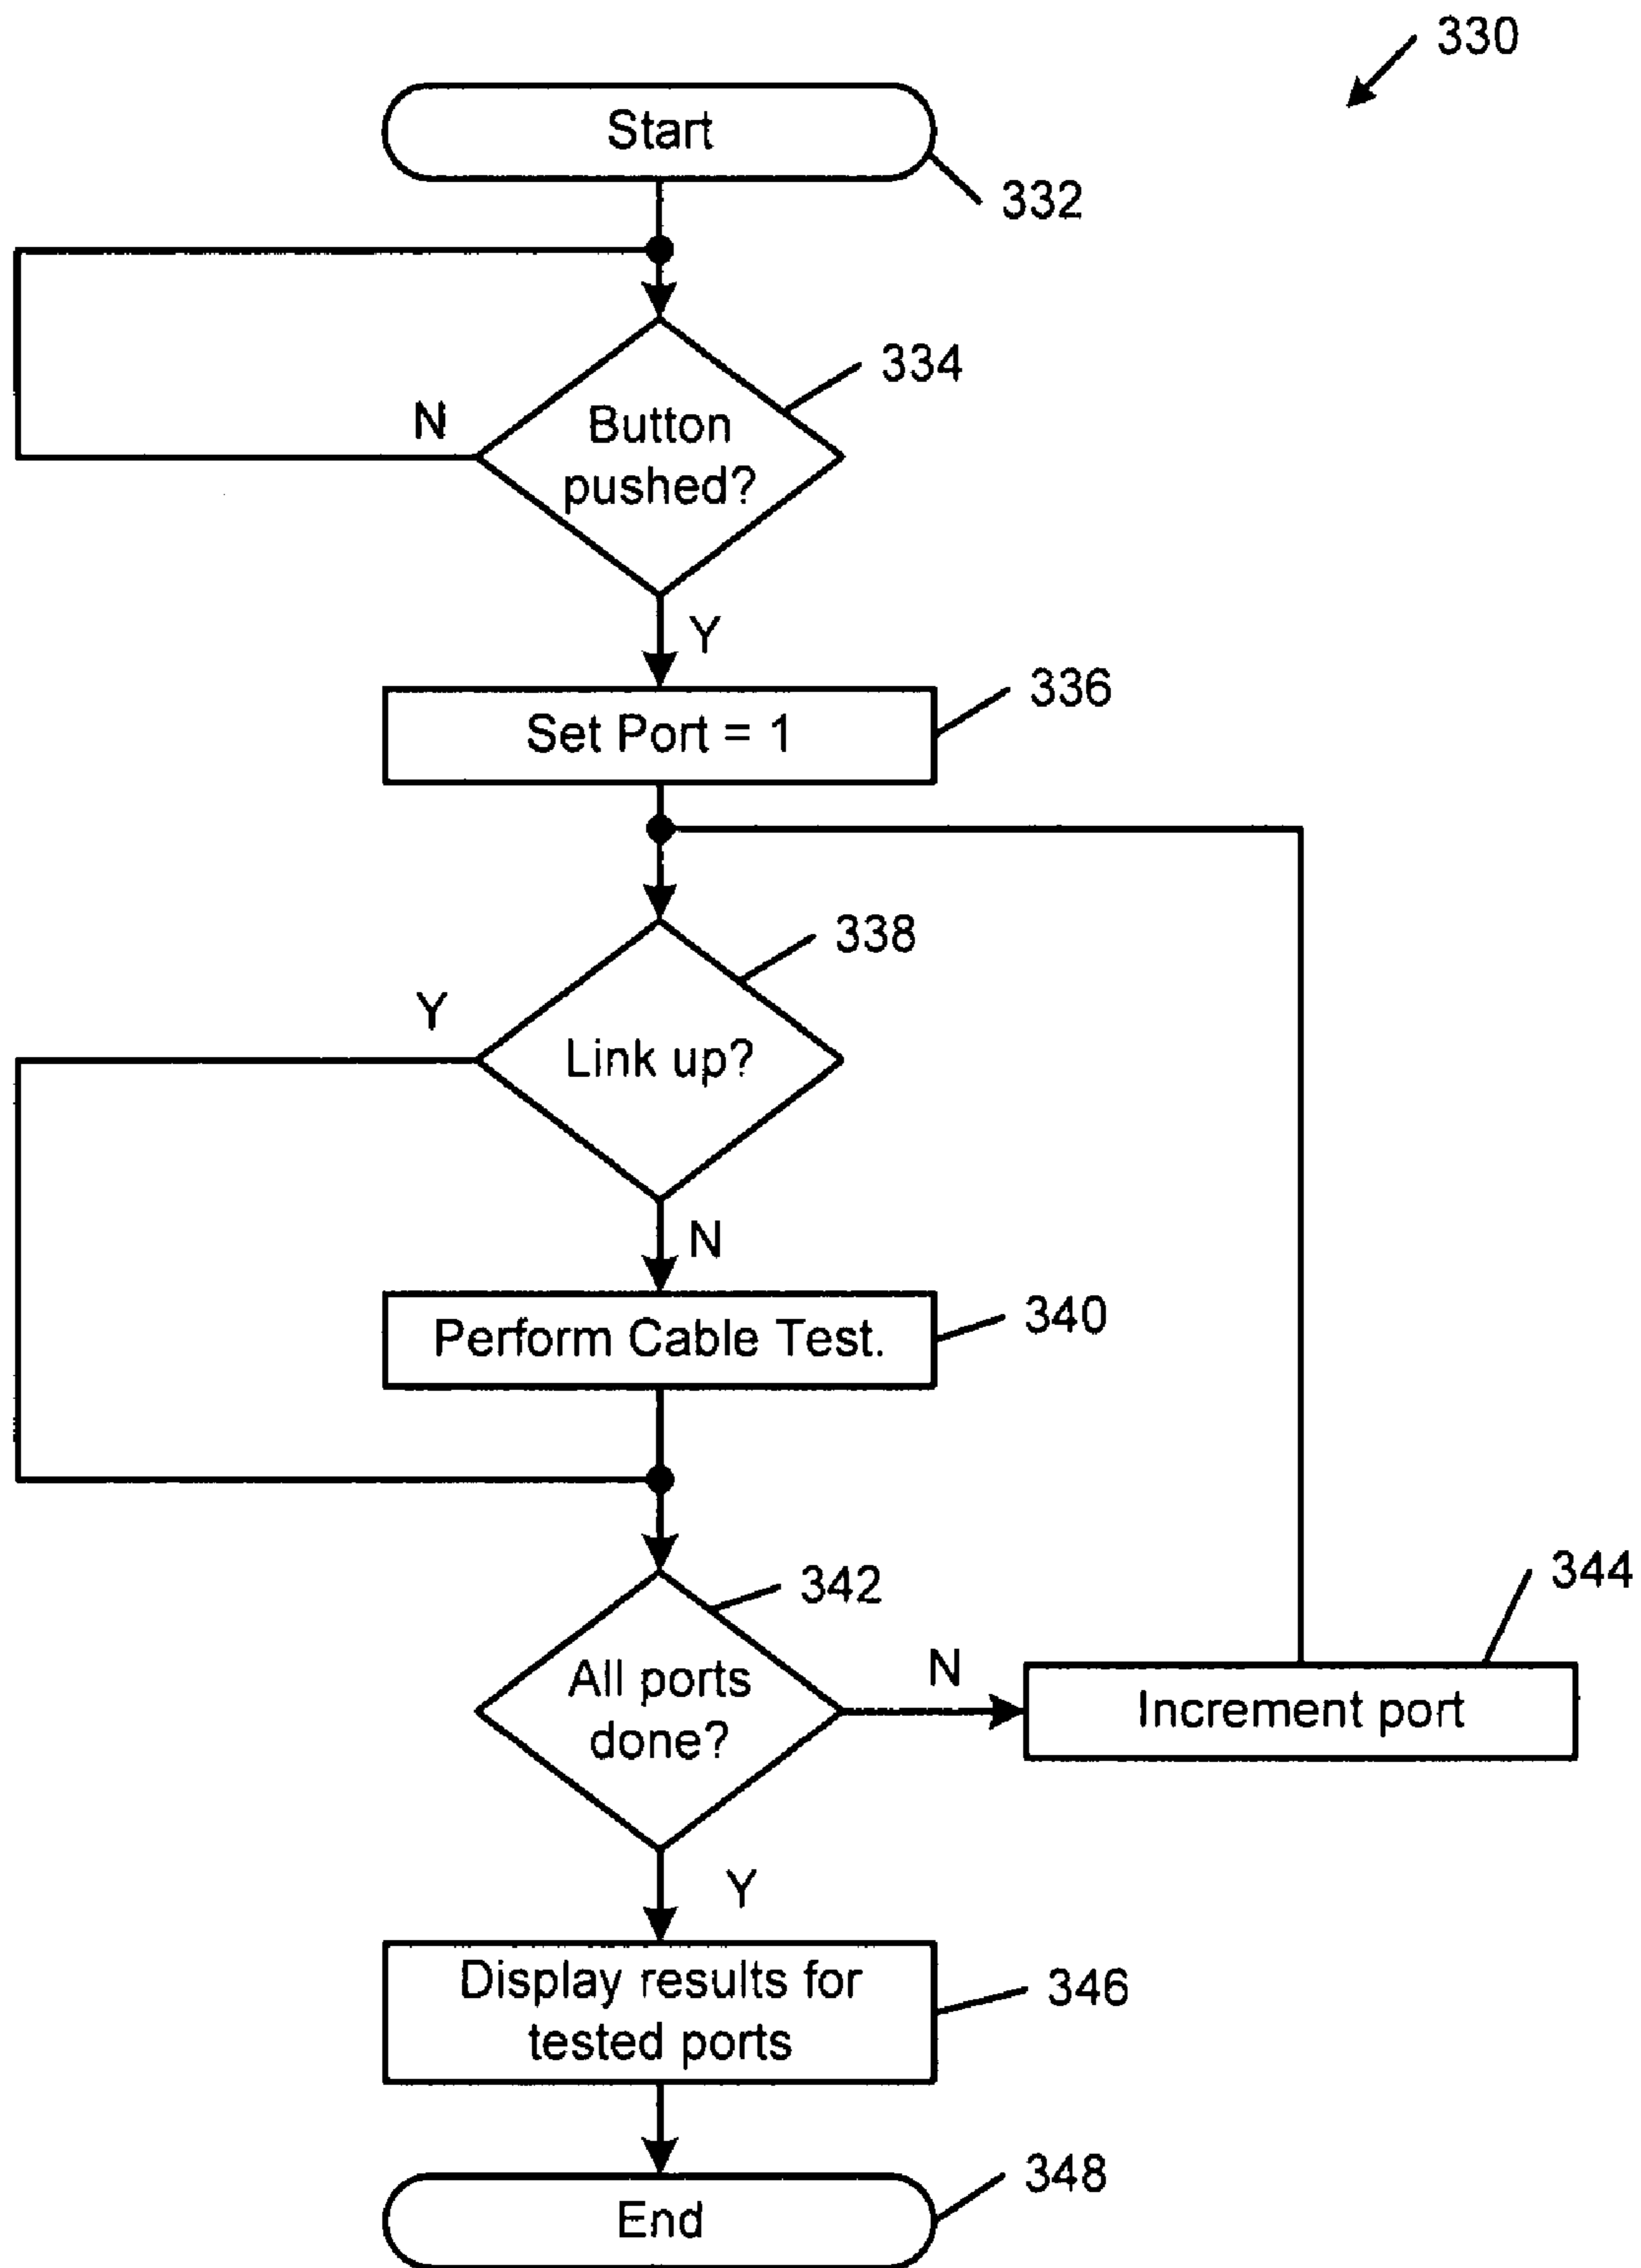 330
Start
332
334
N
Button
pushed?
Y
336
Set Port = 1
338
Y
Link up?
N
340
Perform Cable Test.
342
344
All ports
done?
N
Increment port
Y
Display results for
tested ports
346
348
End